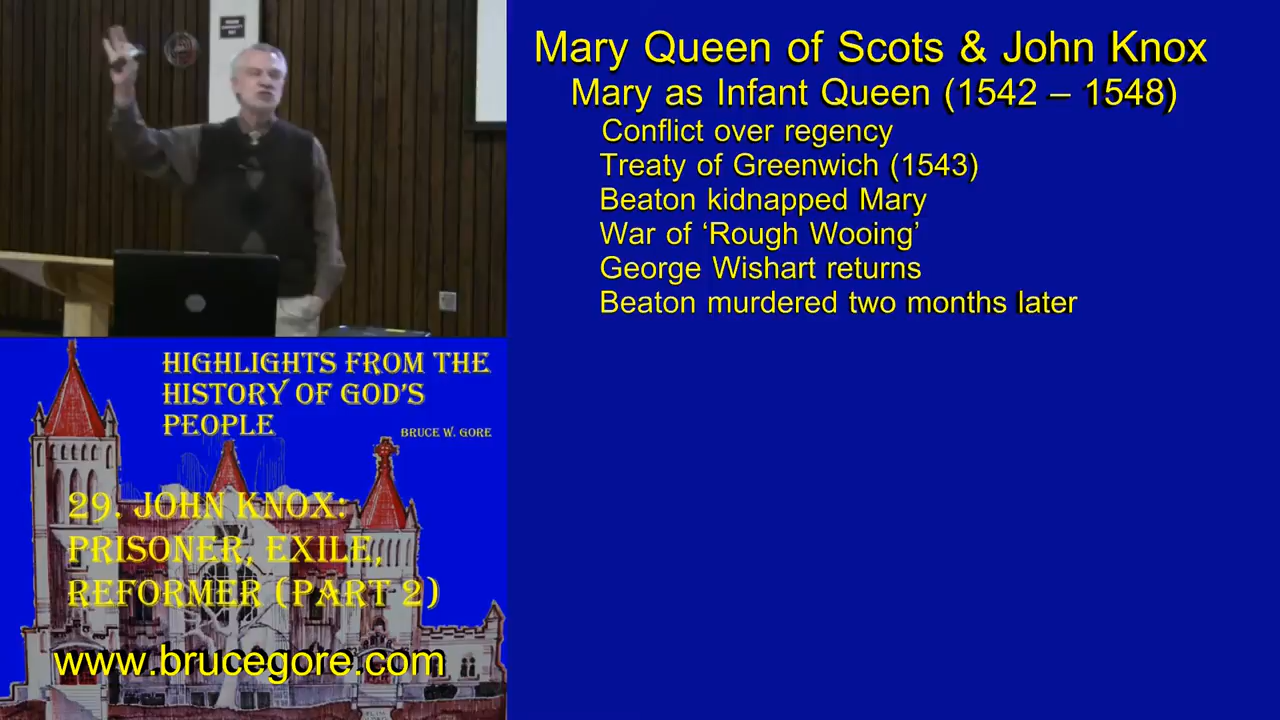 Mary Queen of Scots & John Knox
Mary as Infant Queen (1542 – 1548)
Conflict over regency
Treaty of Greenwich (1543)
Beaton kidnapped Mary
War of ‘Rough Wooing’
George Wishart returns
Beaton murdered two months later
HIGHLIGHTS FROM THE
HISTORY OF GOD’S
PEOPLE
BRUCE W. GORE
29. JOHN KNOX:
PRISONER, EXILE,
REFORMER (PART 2)
www.brucegore.com